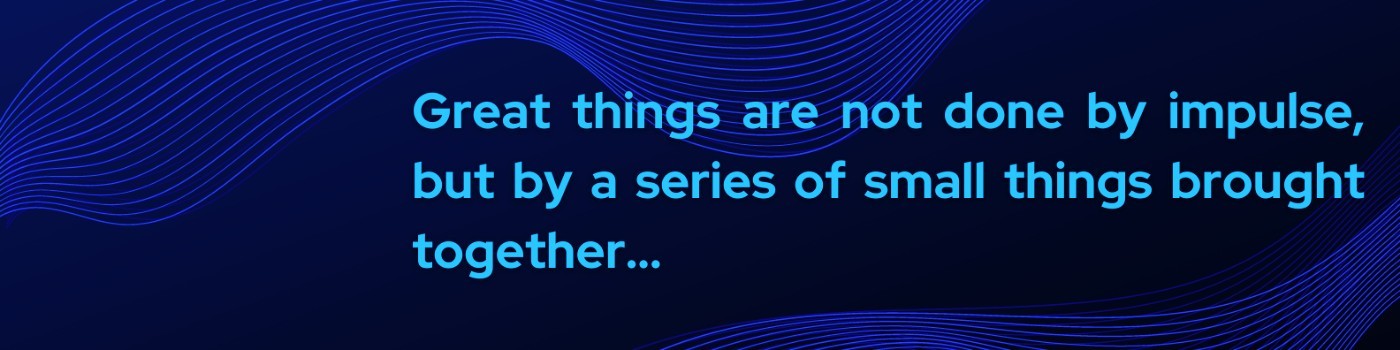 Great things are not done by impulse,
but by a series of small things brought
together...